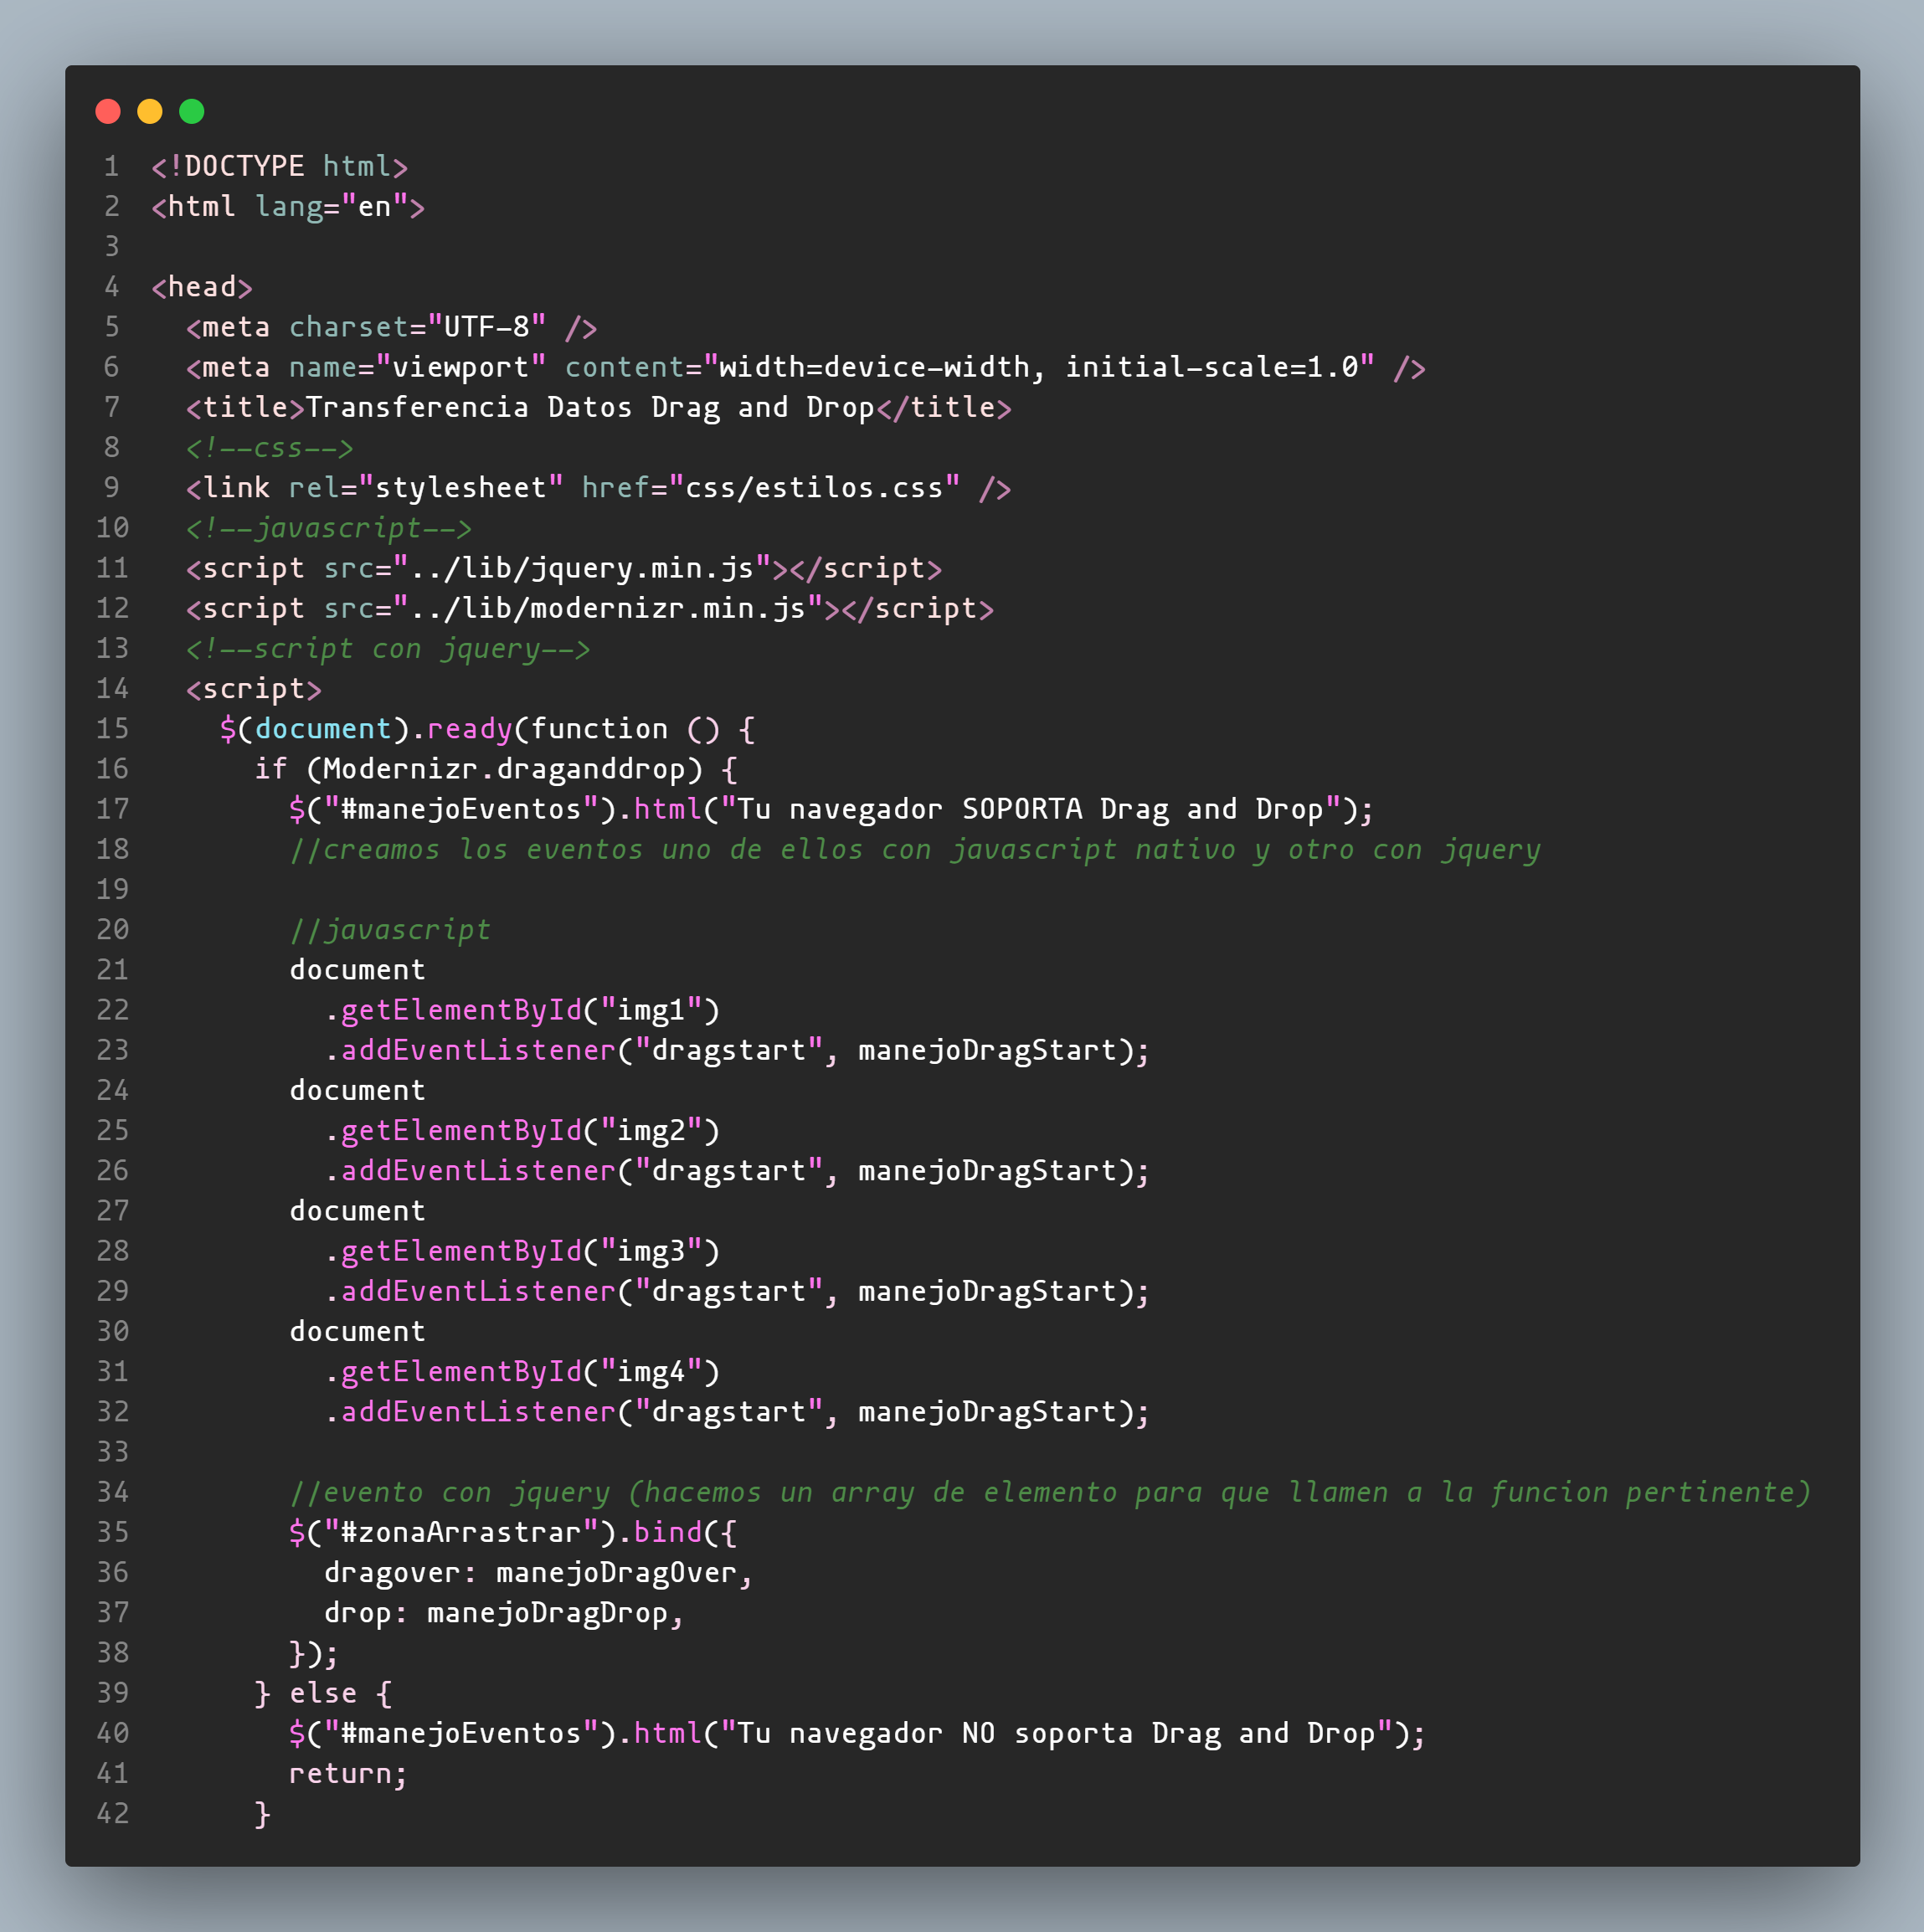 1 <!DOCTYPE html>
2 <html lang="en">
3
4 <head>
5   <meta charset="UTF-8" />
6   <meta name="viewport" content="width=device-width, initial-scale=1.0" />
7   <title>Transferencia Datos Drag and Drop</title>
8   <!--css-->
9   <link rel="stylesheet" href="css/estilos.css" />
10   <!--javascript-->
11   <script src="../lib/jquery.min.js"></script>
12   <script src="../lib/modernizr.min.js"></script>
13   <!--script con jquery-->
14   <script>
15     $(document).ready(function () {
16       if (Modernizr.draganddrop) {
17         $("#manejoEventos").html("Tu navegador SOPORTA Drag and Drop");
18         //creamos los eventos uno de ellos con javascript nativo y otro con jquery
19
20         //javascript
21         document
22           .getElementById("img1")
23           .addEventListener("dragstart", manejoDragStart);
24         document
25           .getElementById("img2")
26           .addEventListener("dragstart", manejoDragStart);
27         document
28           .getElementById("img3")
29           .addEventListener("dragstart", manejoDragStart);
30         document
31           .getElementById("img4")
32           .addEventListener("dragstart", manejoDragStart);
33
34         //evento con jquery (hacemos un array de elemento para que llamen a la funcion pertinente)
35         $("#zonaArrastrar").bind({
36           dragover: manejoDragOver,
37           drop: manejoDragDrop,
38         });
39       } else {
40         $("#manejoEventos").html("Tu navegador NO soporta Drag and Drop");
41         return;
42       }